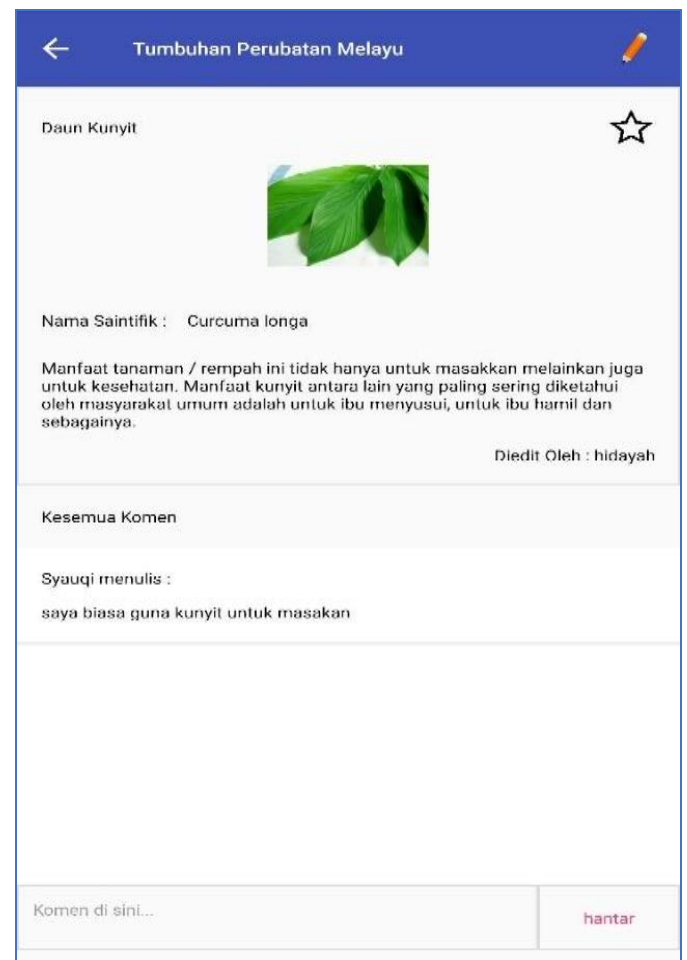 Tumbuhan Perubatan Melayu
Daun Kunyit
Nama Saintifik : Curcuma longa
Manfaat tanaman / rempah ini tidak hanya untuk masakkan melainkan juga
untuk kesehatan. Manfaat kunyit antara lain yang paling sering diketahui
oleh masyarakat umum adalah untuk ibu menyusui, untuk ibu hamil dan
sebagainya.
Diedit Oleh : hidayah
Kesemua Komen
Syauqi menulis :
saya biasa guna kunyit untuk masakan
Komen di sini...
hantar